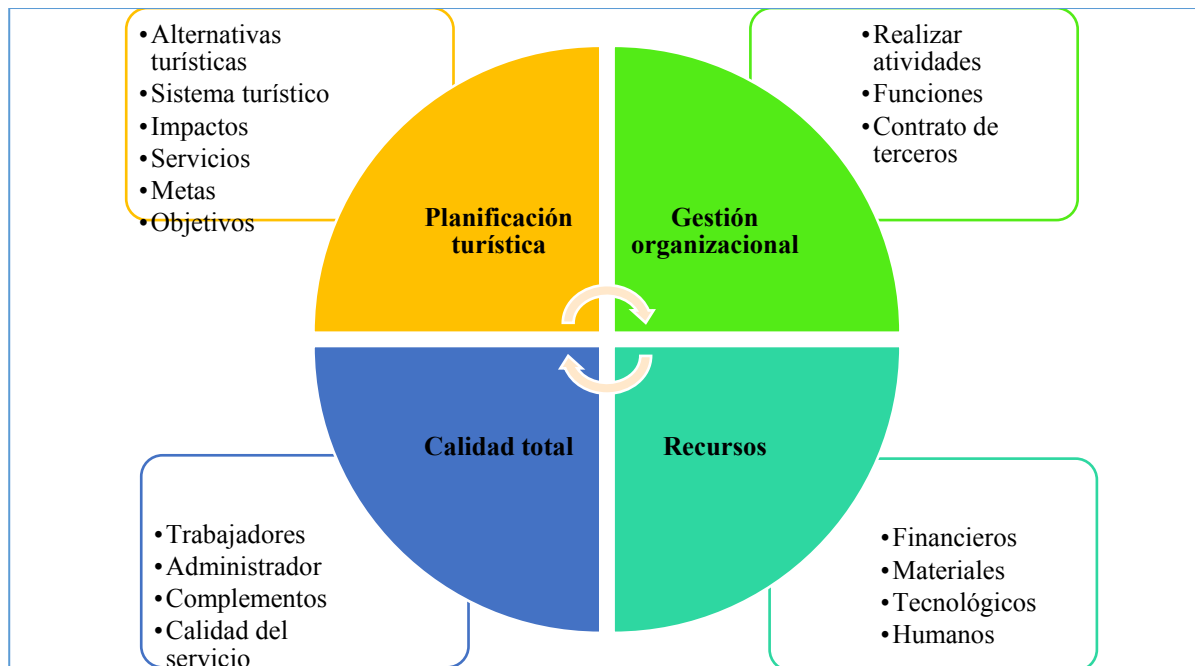 •Alternativas
turísticas
•Sistema turístico
•Impactos
•Servicios
•Metas
•Objetivos
•Realizar
atividades
•Funciones
•Contrato de
terceros
Planificación
turística
Gestión
organizacional
Calidad total
Recursos
•Trabajadores
•Administrador
•Complementos
•Calidad del
servicio
•Financieros
•Materiales
•Tecnológicos
•Humanos